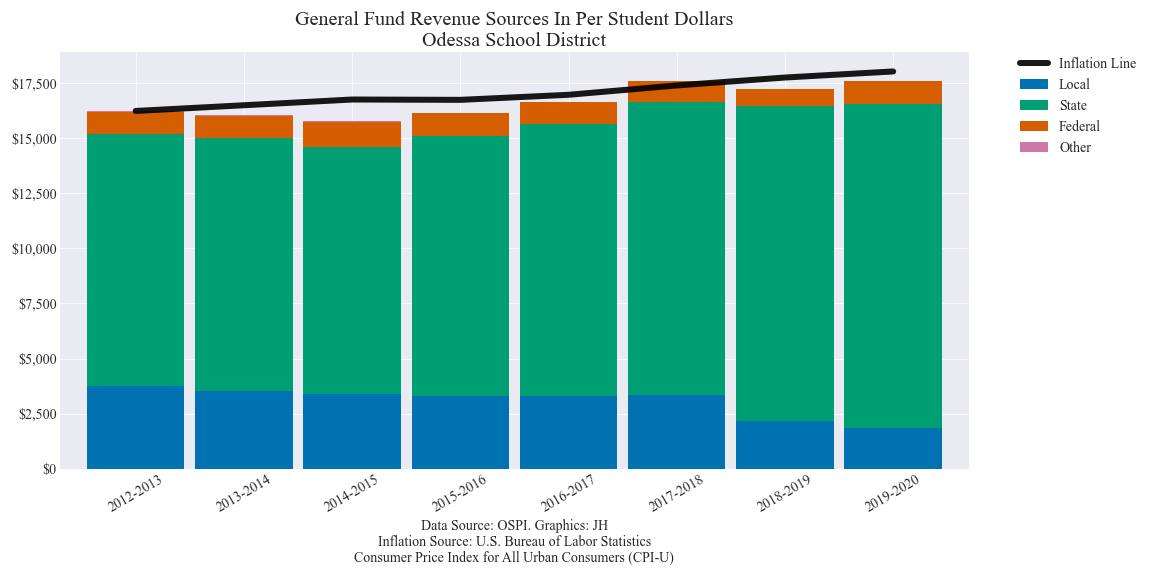 General Fund Revenue Sources In Per Student Dollars
Odessa School District
Inflation Line
Local
State
Federal
Other
$17,500
$15,000
$12,500
$10,000
$7,500
$5,000
$2,500
$0
2012-2013
2013-2014
2014-2015
2015-2016
2016-2017
2017-2018
2018-2019
2019-2020
Data Source: OSPI. Graphics: JH
Inflation Source: U.S. Bureau of Labor Statistics
Consumer Price Index for All Urban Consumers (CPI-U)